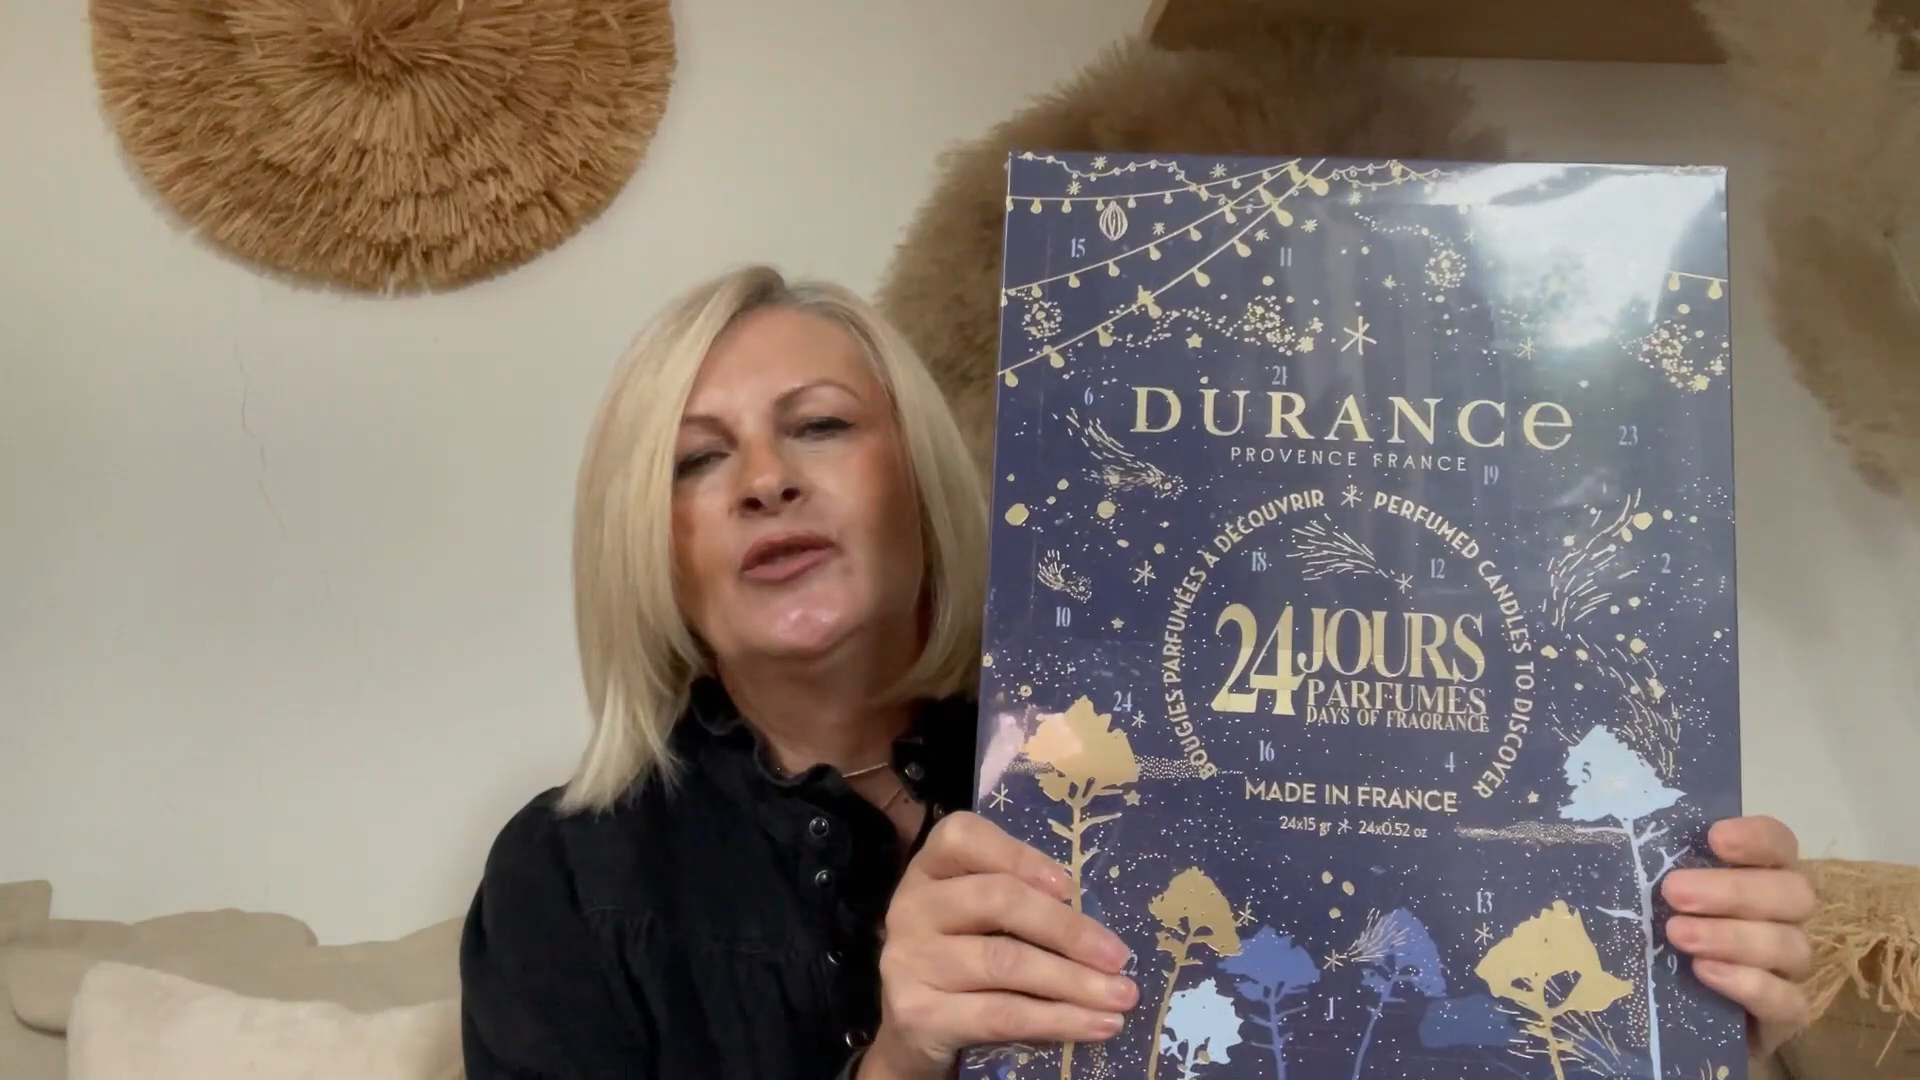 15
11
21
6
DURANCE
23
PROVENCE FRANCE
19
BOUGIES PARFUMÉES À DÉCOUVRIR * PERFUMED CANDLES TO DISCOVER
18
12
2
10
24 JOURS
PARFUMÉS
DAYS OF FRAGRANCE
24
16
4
5
MADE IN FRANCE
24x15 gr * 24x0.52 oz
13
9
1